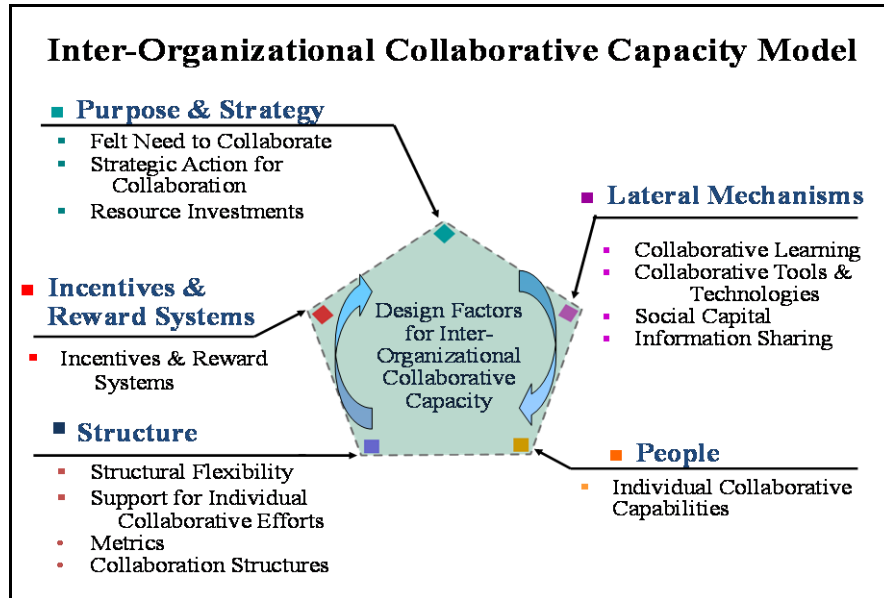 Inter-Organizational Collaborative Capacity Model
Purpose & Strategy
Felt Need to Collaborate
Strategic Action for
Collaboration
Resource Investments
Lateral Mechanisms
Collaborative Learning
Collaborative Tools &
Technologies
Social Capital
Information Sharing
Incentives &
Reward Systems
Incentives & Reward
Systems
Design Factors
for Inter-
Organizational
Collaborative
Capacity
Structure
Structural Flexibility
Support for Individual
Collaborative Efforts
Metrics
Collaboration Structures
People
Individual Collaborative
Capabilities